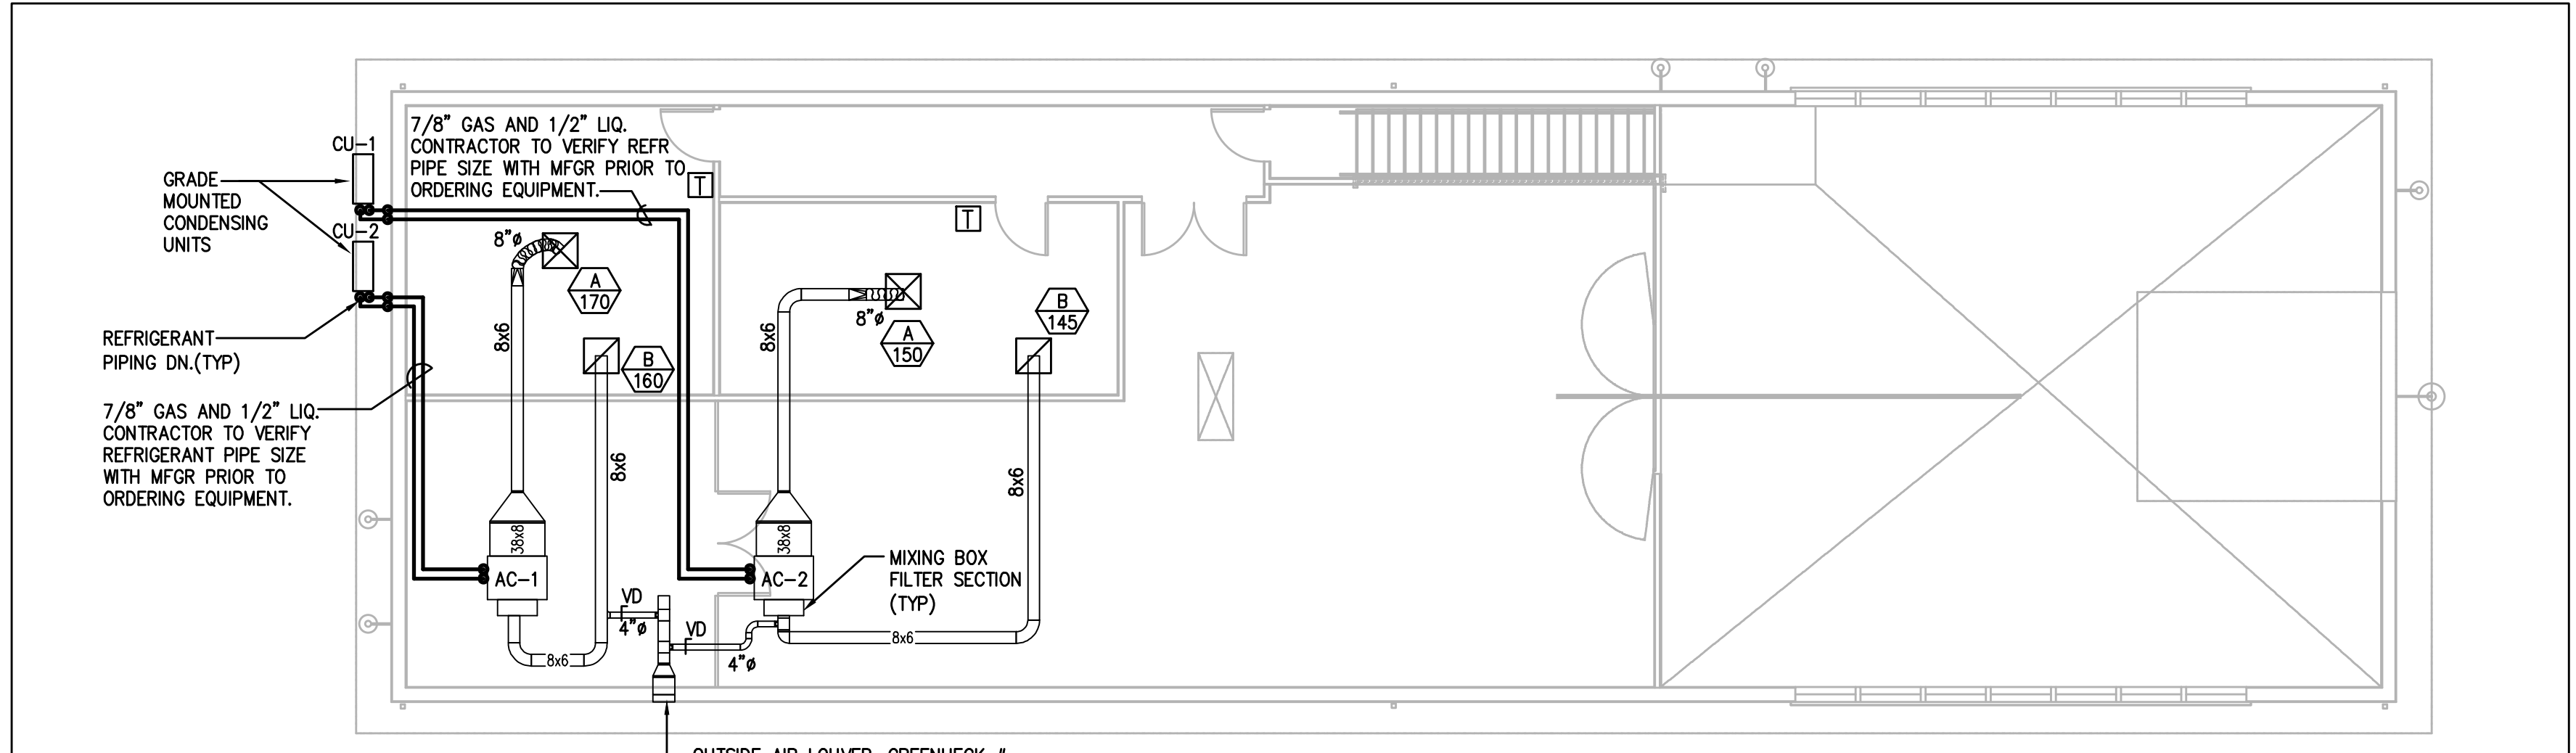 7/8" GAS AND 1/2" LIQ.
CONTRACTOR TO VERIFY REFR
PIPE SIZE WITH MFGR PRIOR TO
ORDERING EQUIPMENT.
T
T
CU-1
GRADE
MOUNTED
CONDENSING
UNITS
CU-2
8"ø
A
170
8"ø
A
150
B
145
8x6
8x6
B
160
REFRIGERANT
PIPING DN.(TYP)
7/8" GAS AND 1/2" LIQ.
CONTRACTOR TO VERIFY
REFRIGERANT PIPE SIZE
WITH MFGR PRIOR TO
ORDERING EQUIPMENT.
8x6
8x6
38x8
38x8
AC-1
AC-2
MIXING BOX
FILTER SECTION
(TYP)
VD
4"ø
VD
4"ø
8x6
8x6
OUTSIDE AIR LOUVER, GREENHECK #